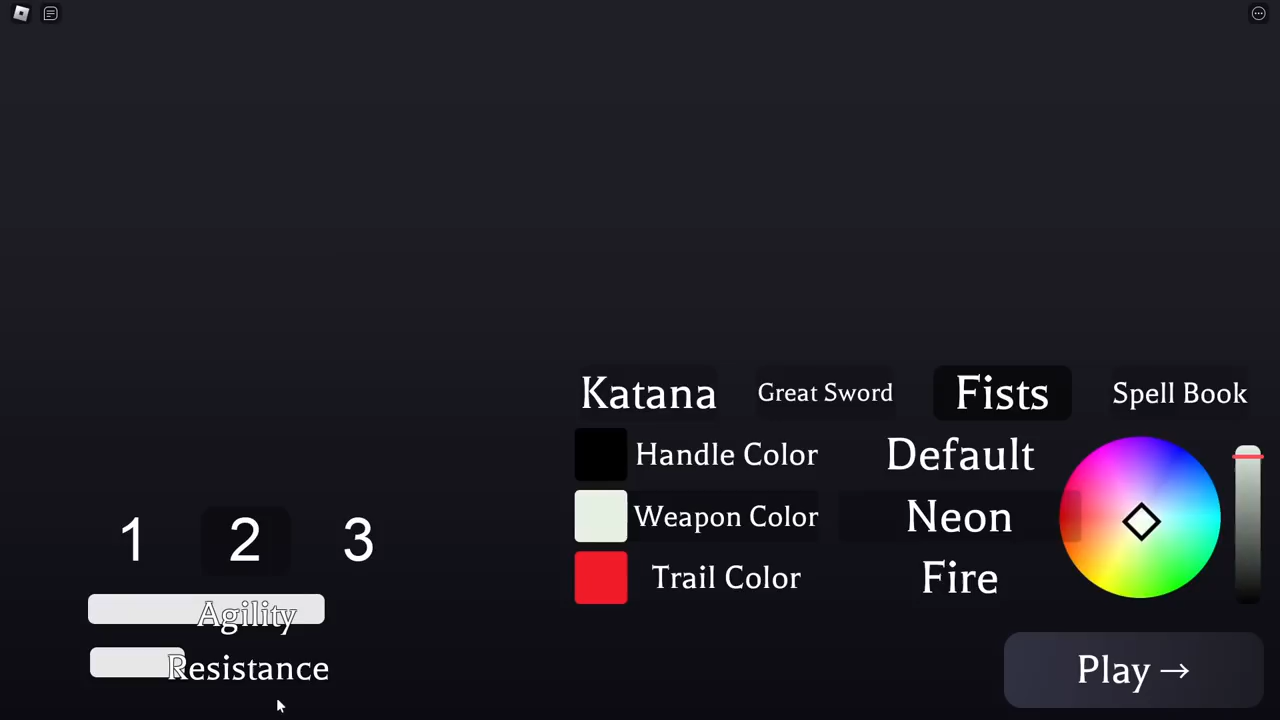 Katana Great Sword Fists Spell Book
Handle Color Default
Weapon Color Neon
Trail Color Fire
1 2 3
Agility
Resistance
Play →